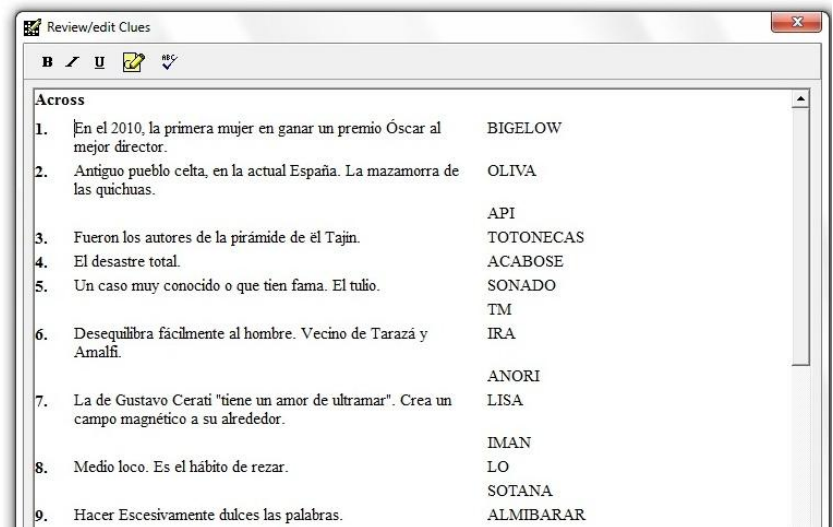 Review/edit Clues
B I U ABC
Across
1. En el 2010, la primera mujer en ganar un premio Óscar al BIGELOW
mejor director.
2. Antiguo pueblo celta, en la actual España. La mazamorra de OLIVA
las quichuas.
API
3. Fueron los autores de la pirámide de ël Tajin. TOTONECAS
4. El desastre total. ACABOSE
5. Un caso muy conocido o que tien fama. El tulio. SONADO
TM
6. Desequilibra fácilmente al hombre. Vecino de Tarazá y IRA
Amalfi.
ANORI
7. La de Gustavo Cerati "tiene un amor de ultramar". Crea un LISA
campo magnético a su alrededor.
IMAN
8. Medio loco. Es el hábito de rezar. LO
SOTANA
9. Hacer Escesivamente dulces las palabras. ALMIBARAR